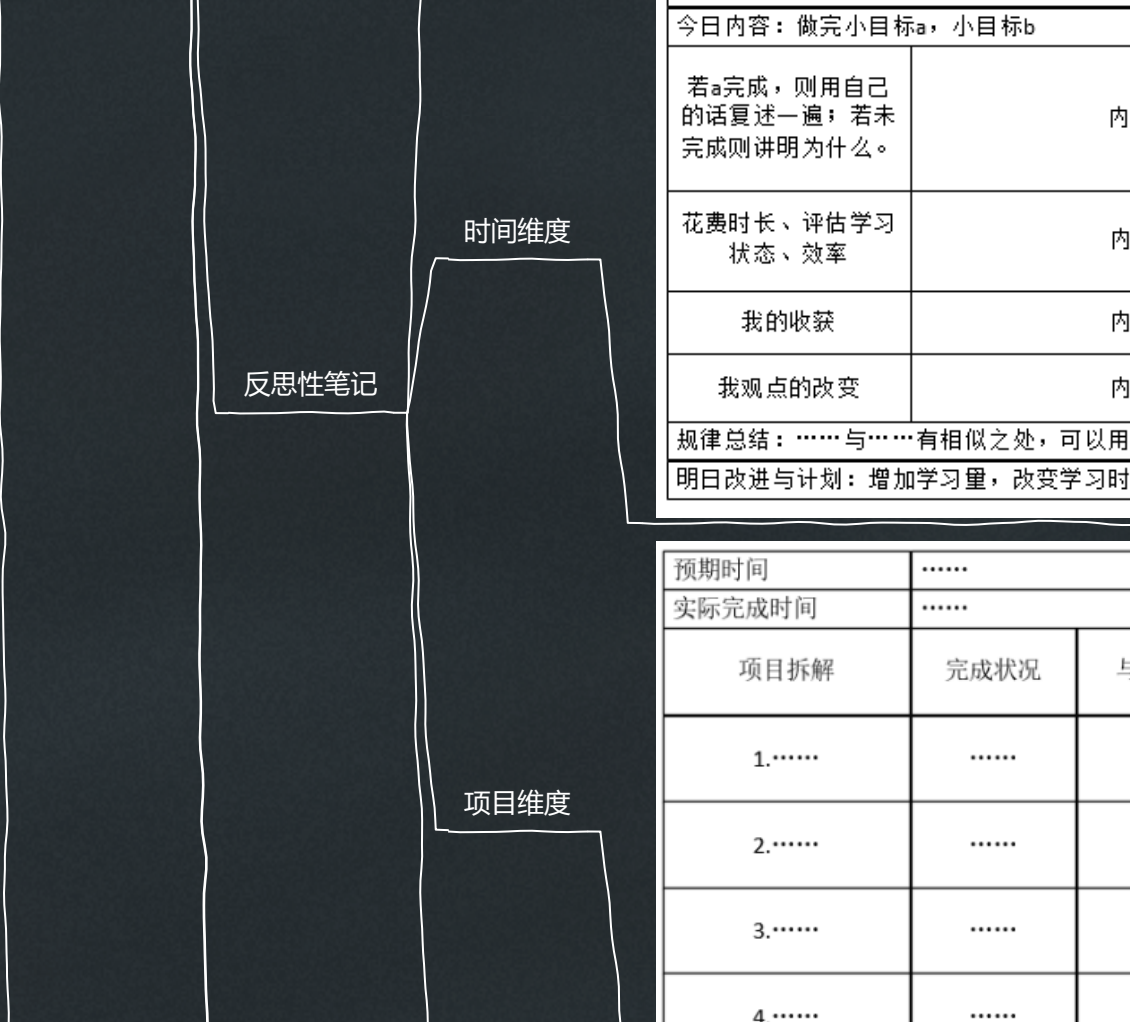 今日内容：做完小目标a，小目标b
若a完成，则用自己
的话复述一遍；若未
完成则讲明为什么。
内
花费时长、评估学习
状态、效率
内
我的收获
内
我观点的改变
内
规律总结：……与……有相似之处，可以用
明日改进与计划：增加学习量，改变学习时
时间维度
反思性笔记
项目维度
预期时间
……
实际完成时间
……
项目拆解
完成状况
与
1.……
……
2.……
……
3.……
……
4.……
……